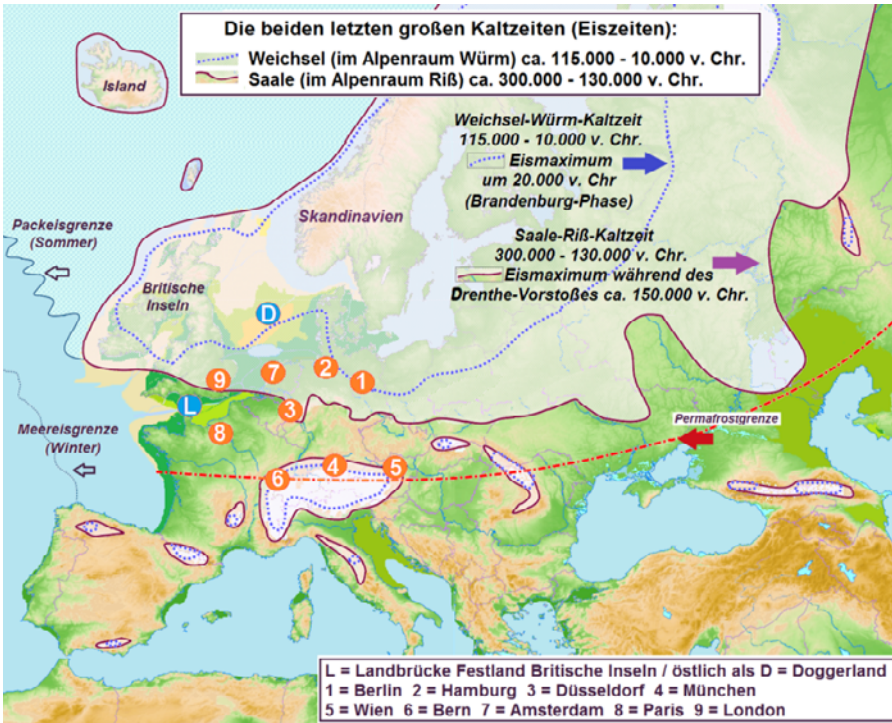 Die beiden letzten großen Kaltzeiten (Eiszeiten):
Weichsel (im Alpenraum Würm) ca. 115.000 - 10.000 v. Chr.
Saale (im Alpenraum Riß) ca. 300.000 - 130.000 v. Chr.
Island
Weichsel-Würm-Kaltzeit
115.000 - 10.000 v. Chr.
Eismaximum
um 20.000 v. Chr
(Brandenburg-Phase)
Skandinavien
Packeisgrenze
(Sommer)
Saale-Riß-Kaltzeit
300.000 - 130.000 v. Chr.
Eismaximum während des
Drenthe-Vorstoßes ca. 150.000 v. Chr.
Britische
Inseln
D
2
7
9
1
L
3
8
Meereisgrenze
(Winter)
Permafrostgrenze
4
5
6
L = Landbrücke Festland Britische Inseln / östlich als D = Doggerland
1 = Berlin 2 = Hamburg 3 = Düsseldorf 4 = München
5 = Wien 6 = Bern 7 = Amsterdam 8 = Paris 9 = London